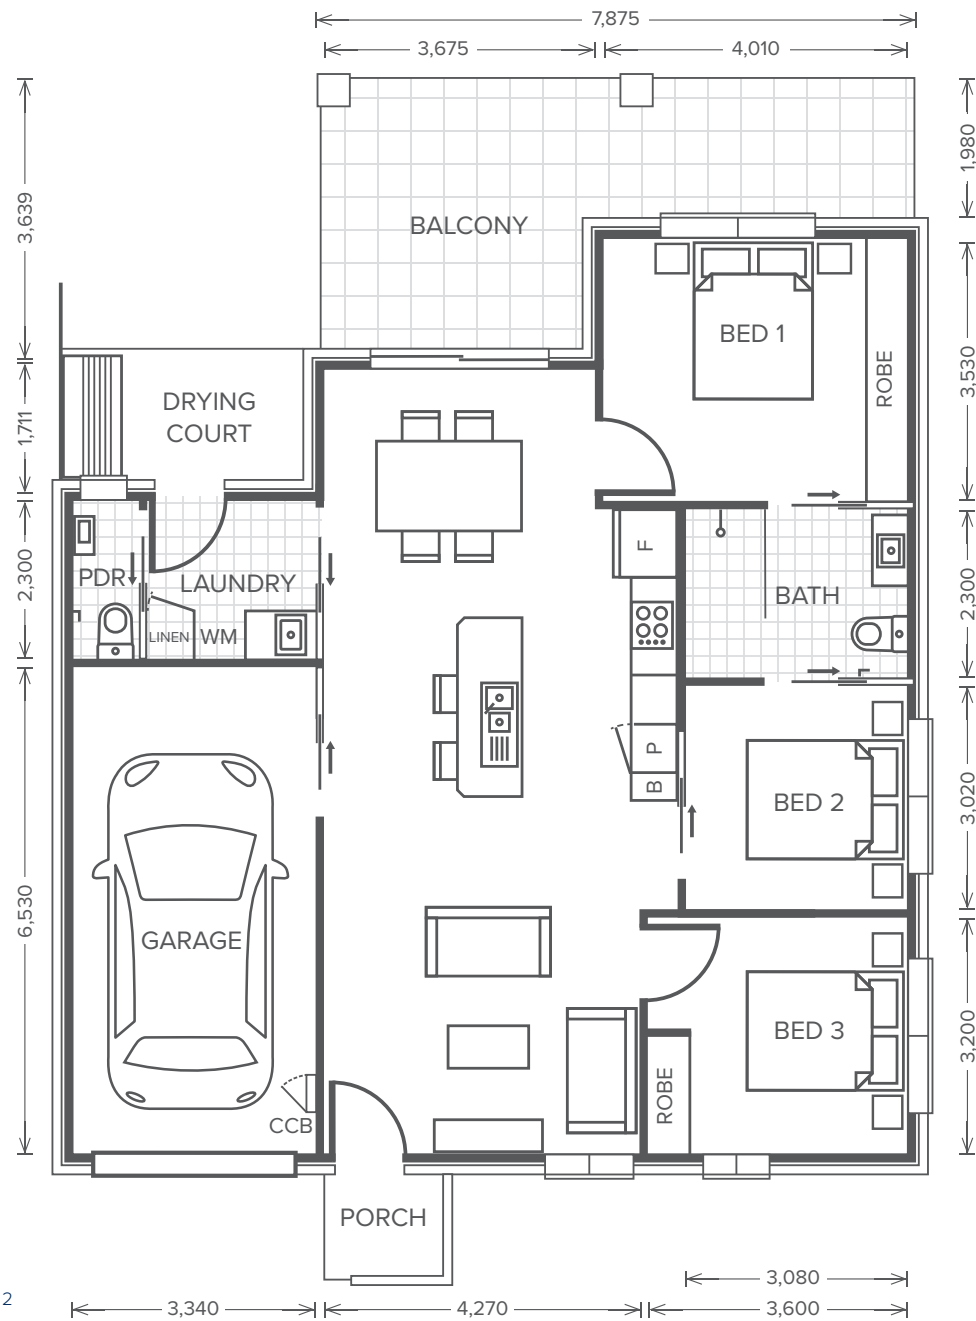 7,875
3,675
4,010
3,639
1,980
BALCONY
BED 1
ROBE
3,530
DRYING
COURT
1,711
F
2,300
PDR
LAUNDRY
BATH
2,300
LINEN
WM
P
B
BED 2
3,020
6,530
GARAGE
BED 3
3,200
ROBE
CCB
PORCH
3,080
2
3,340
4,270
3,600